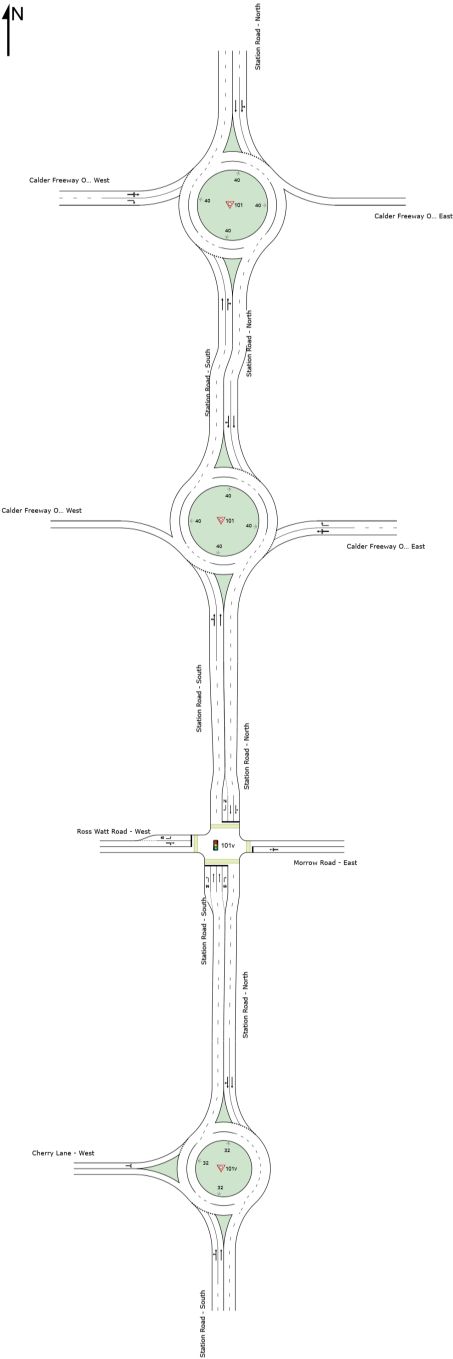 N
Station Road - North
Calder Freeway O... West
40
40
101
40
40
Calder Freeway O... East
Station Road - North
Station Road - South
Calder Freeway O... West
40
40
101
40
40
Calder Freeway O... East
Station Road - South
Station Road - North
Ross Watt Road - West
101v
Morrow Road - East
Station Road - South
Station Road - North
Cherry Lane - West
32
32
101v
32
Station Road - South